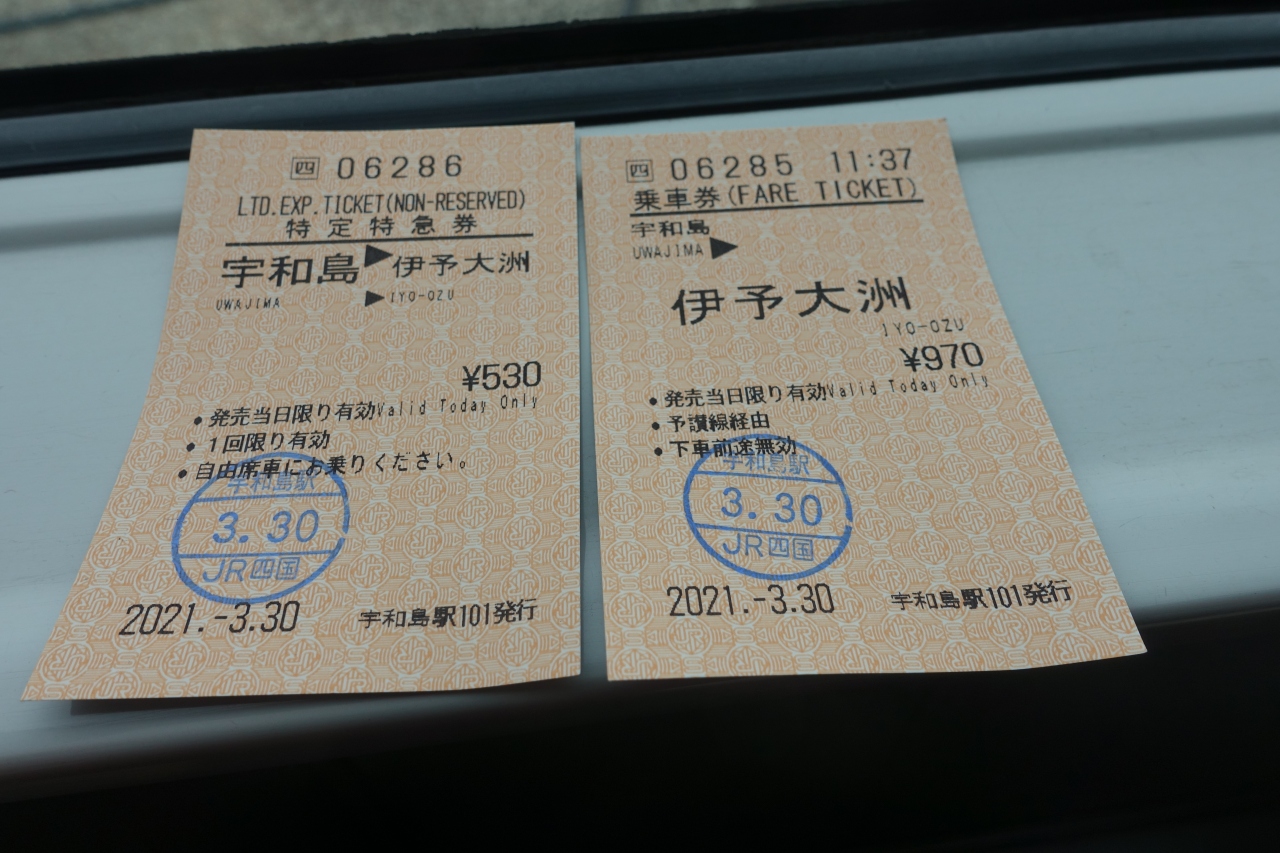 四 06286
LTD.EXP.TICKET(NON-RESERVED)
特定特急券
宇和島▶伊予大洲
UWAJIMA ▶IYO-OZU
¥530
•発売当日限り有効Valid Today Only
•1回限り有効
•自由席車にお乗りください。
宇和島駅
3.30
JR四国
2021.-3.30 宇和島駅101発行
四 06285 11:37
乗車券(FARE TICKET)
宇和島
UWAJIMA ▶
伊予大洲
IYO-OZU
¥970
•発売当日限り有効Valid Today Only
•予讃線経由
•下車前途無効
宇和島駅
3.30
JR四国
2021.-3.30 宇和島駅101発行